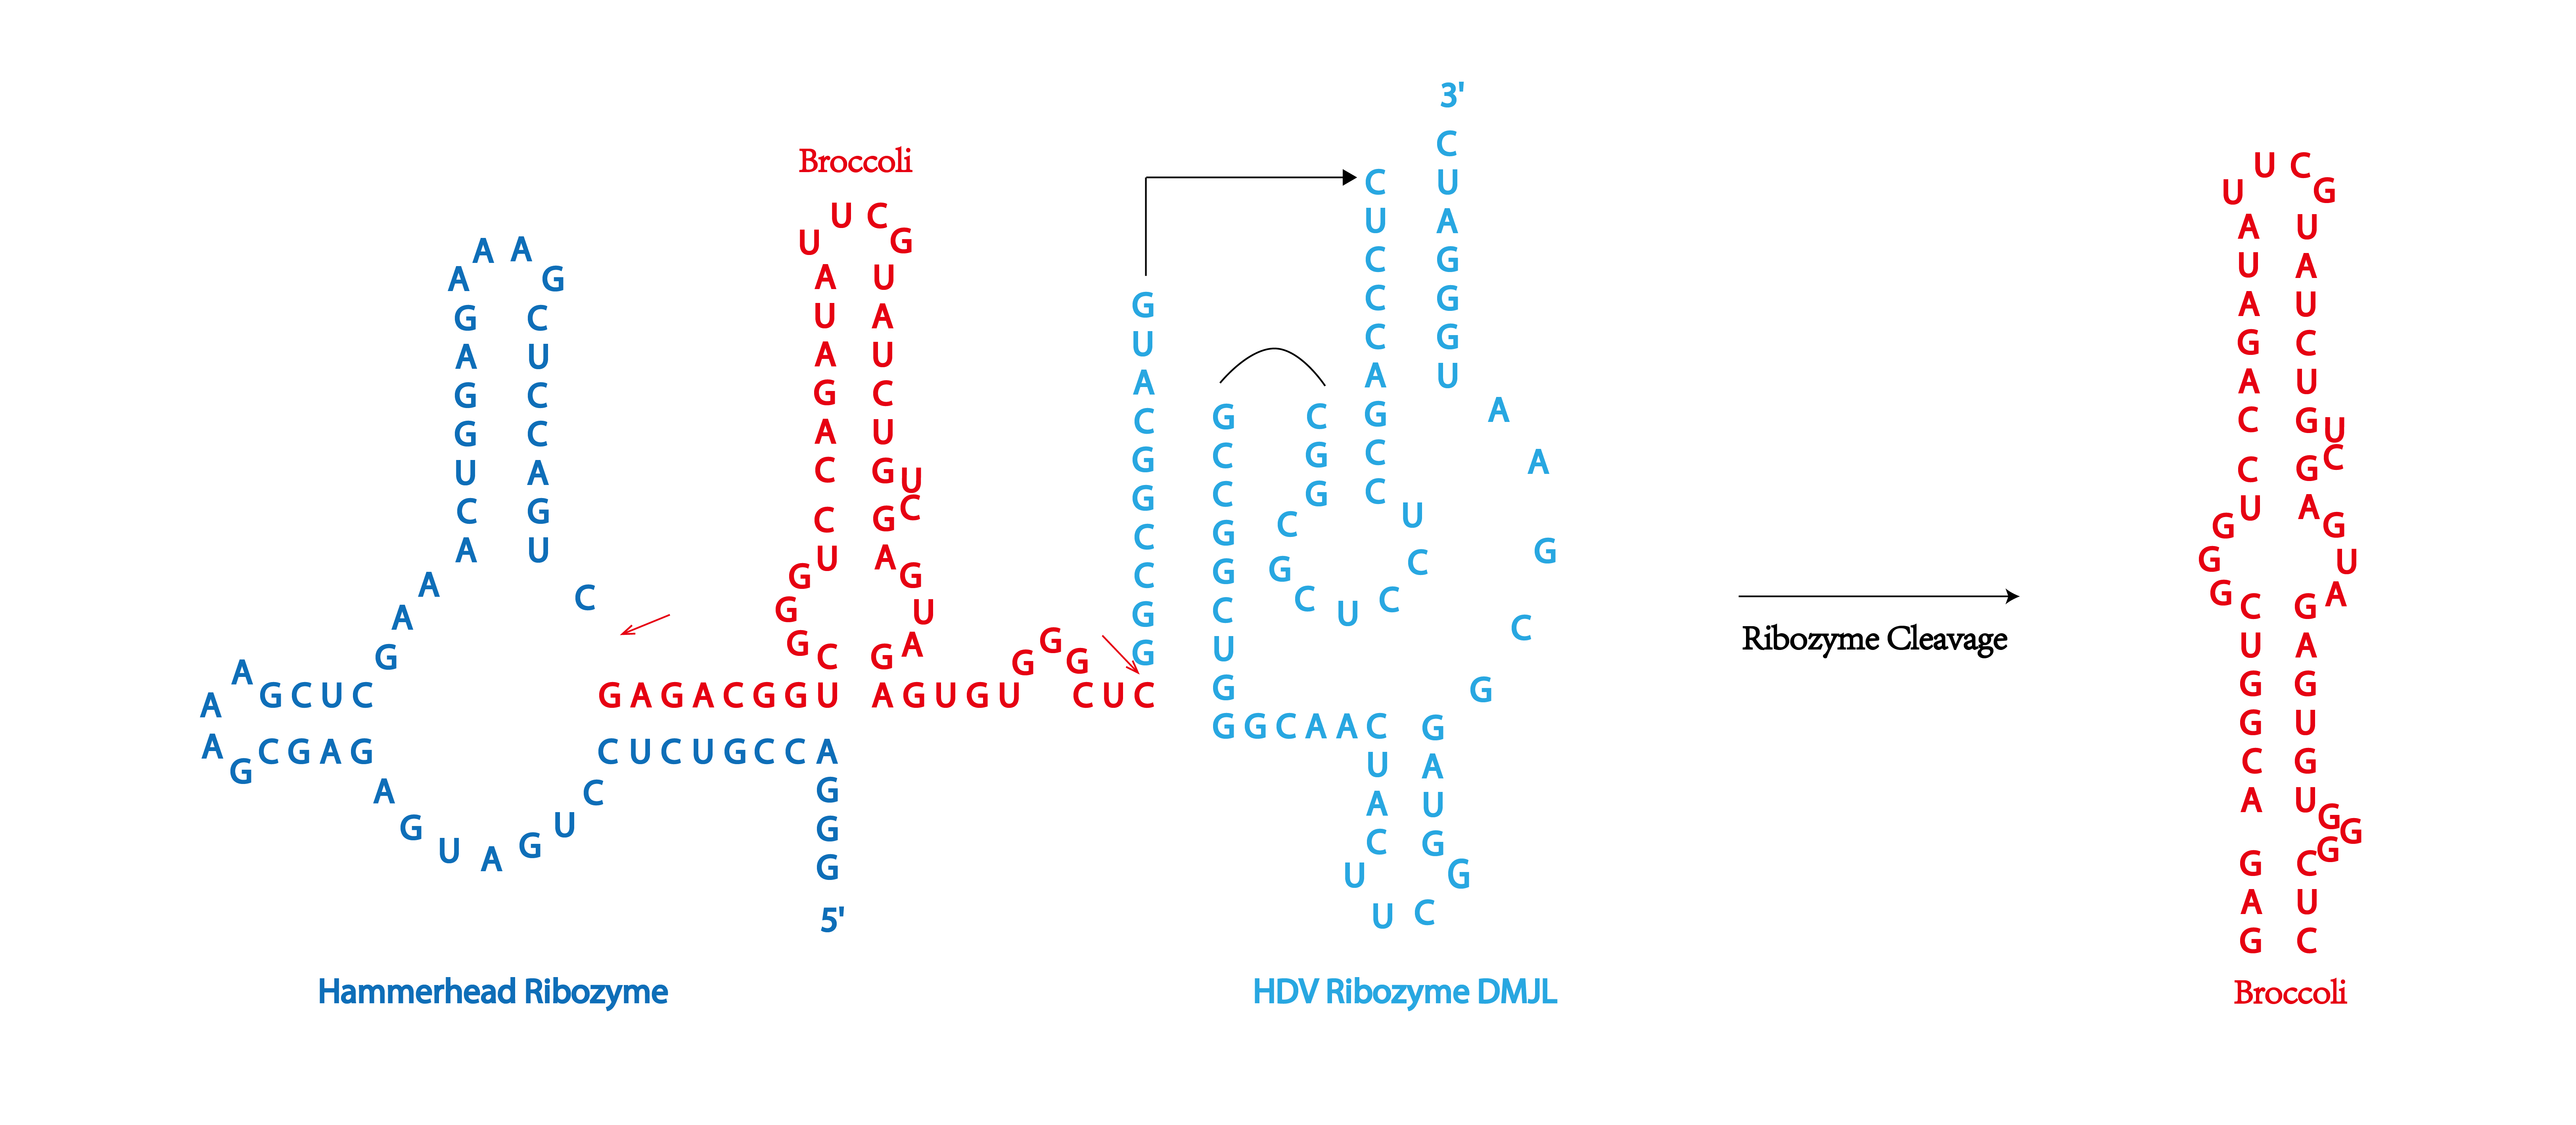 3'
Broccoli
A A A G
G A G G U C A
C U C C A G U
A A G
C
A A A G
G C U C
C G A G
A G U A G U C
C U C U G C C A
G G G
5'
Hammerhead Ribozyme
U U C G
A U A G A C
U A U C U G
U C
C U
G A
G G G
G U A
C G
G A G A C G G U
A G U G U
G G G
C U C
G U A C G G C C G G
G C C G G C U G
C G G
C G C U C C U
C U C C C A G C C
C U A G G G U
A A G C G
G G C A A C
U A C
G A U G
U U C G
HDV Ribozyme DMJL
Ribozyme Cleavage
U U C G
A U A G A C
U A U C U G
U C
C U
G A
G G G
G U A
C U G G C A
G A G U G U
G G G
G A G
C U C
Broccoli